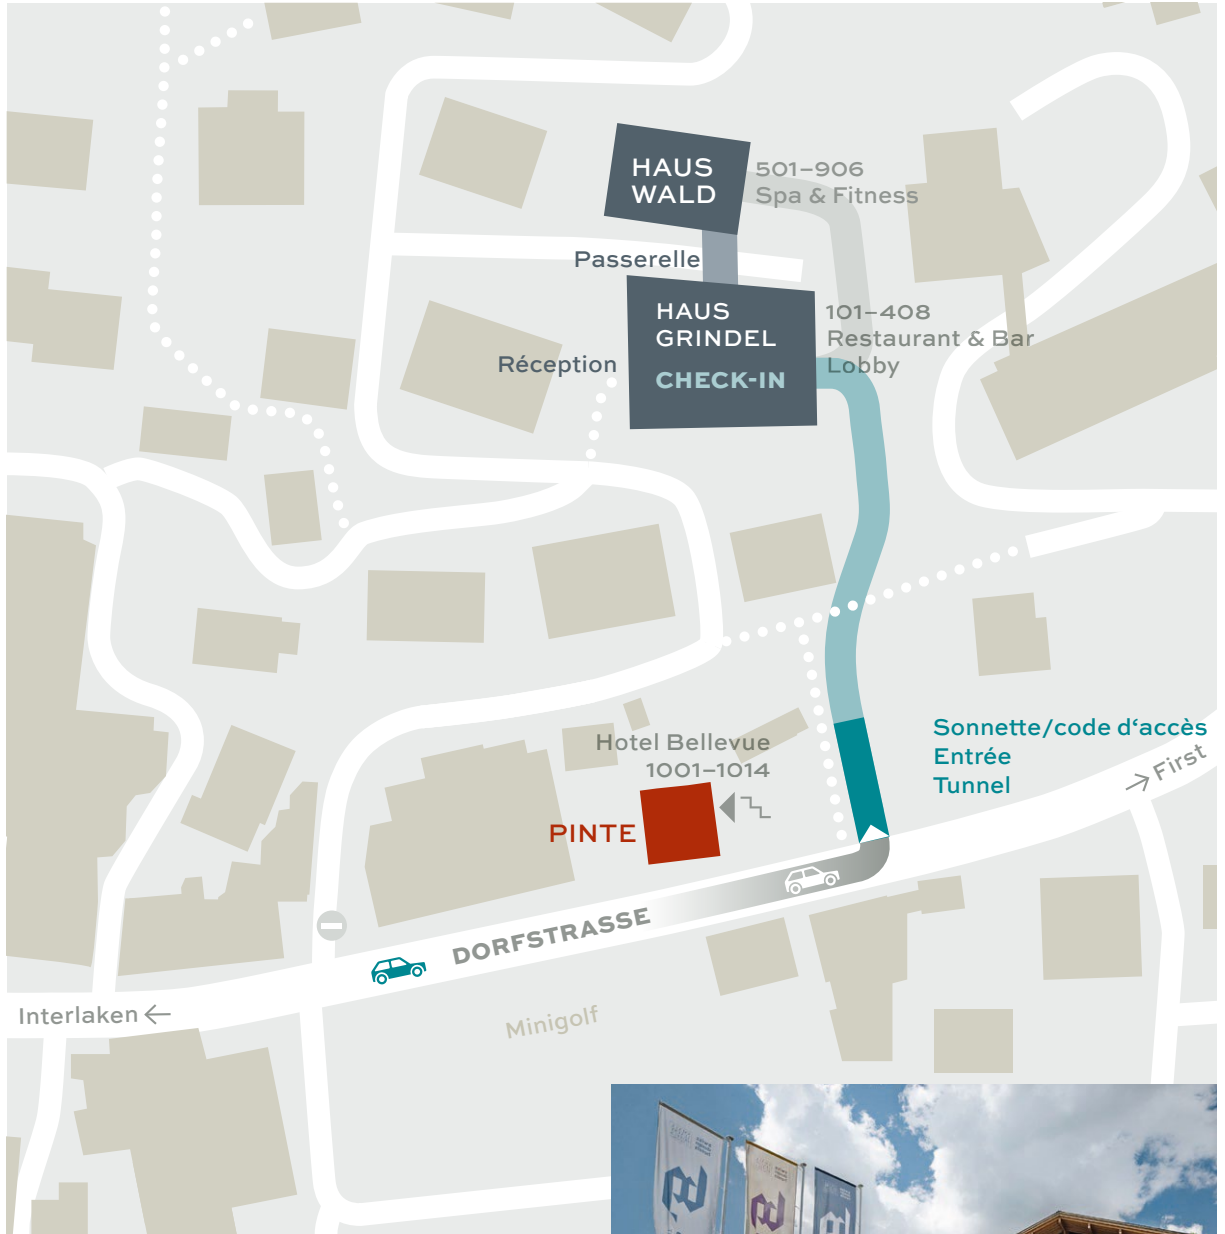 HAUS
WALD
501–906
Spa & Fitness
Passerelle
HAUS
GRINDEL
CHECK-IN
101–408
Restaurant & Bar
Lobby
Réception
Sonnette/code d‘accès
Entrée
Tunnel
First
Hotel Bellevue
1001–1014
PINTE
DORFSTRASSE
Interlaken
Minigolf